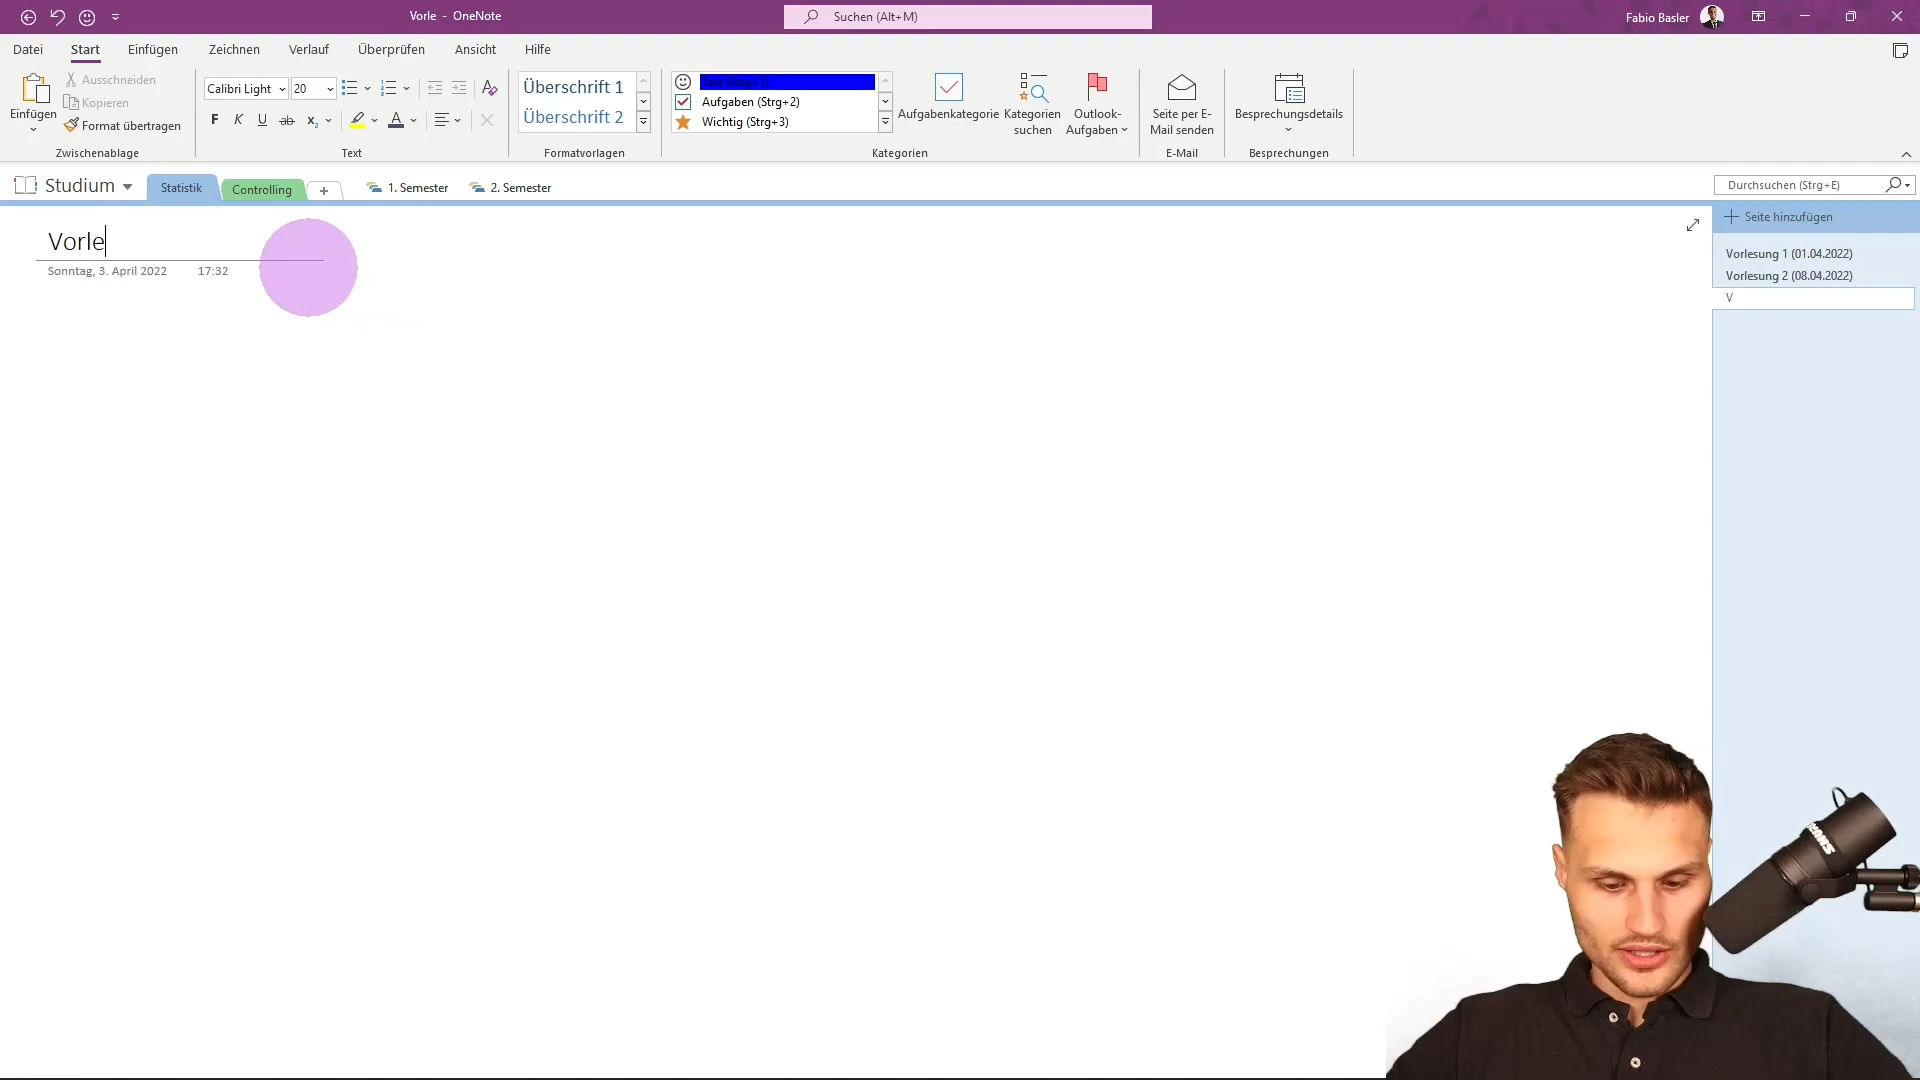 Vorle - OneNote
Suchen (Alt+M)
Fabio Basler
Datei
Start
Einfügen
Zeichnen
Verlauf
Überprüfen
Ansicht
Hilfe
Einfügen
Ausschneiden
Kopieren
Format übertragen
Zwischenablage
Calibri Light
20
F K U ab x₂ A
Text
Überschrift 1
Überschrift 2
Formatvorlagen
Aufgaben (Strg+2)
Wichtig (Strg+3)
Aufgabenkategorie
Kategorien
suchen
Outlook-
Aufgaben
Kategorien
Seite per E-
Mail senden
E-Mail
Besprechungsdetails
Besprechungen
Studium
Statistik
Controlling
1. Semester
2. Semester
Durchsuchen (Strg+E)
Vorle
Sonntag, 3. April 2022
17:32
Seite hinzufügen
Vorlesung 1 (01.04.2022)
Vorlesung 2 (08.04.2022)
V